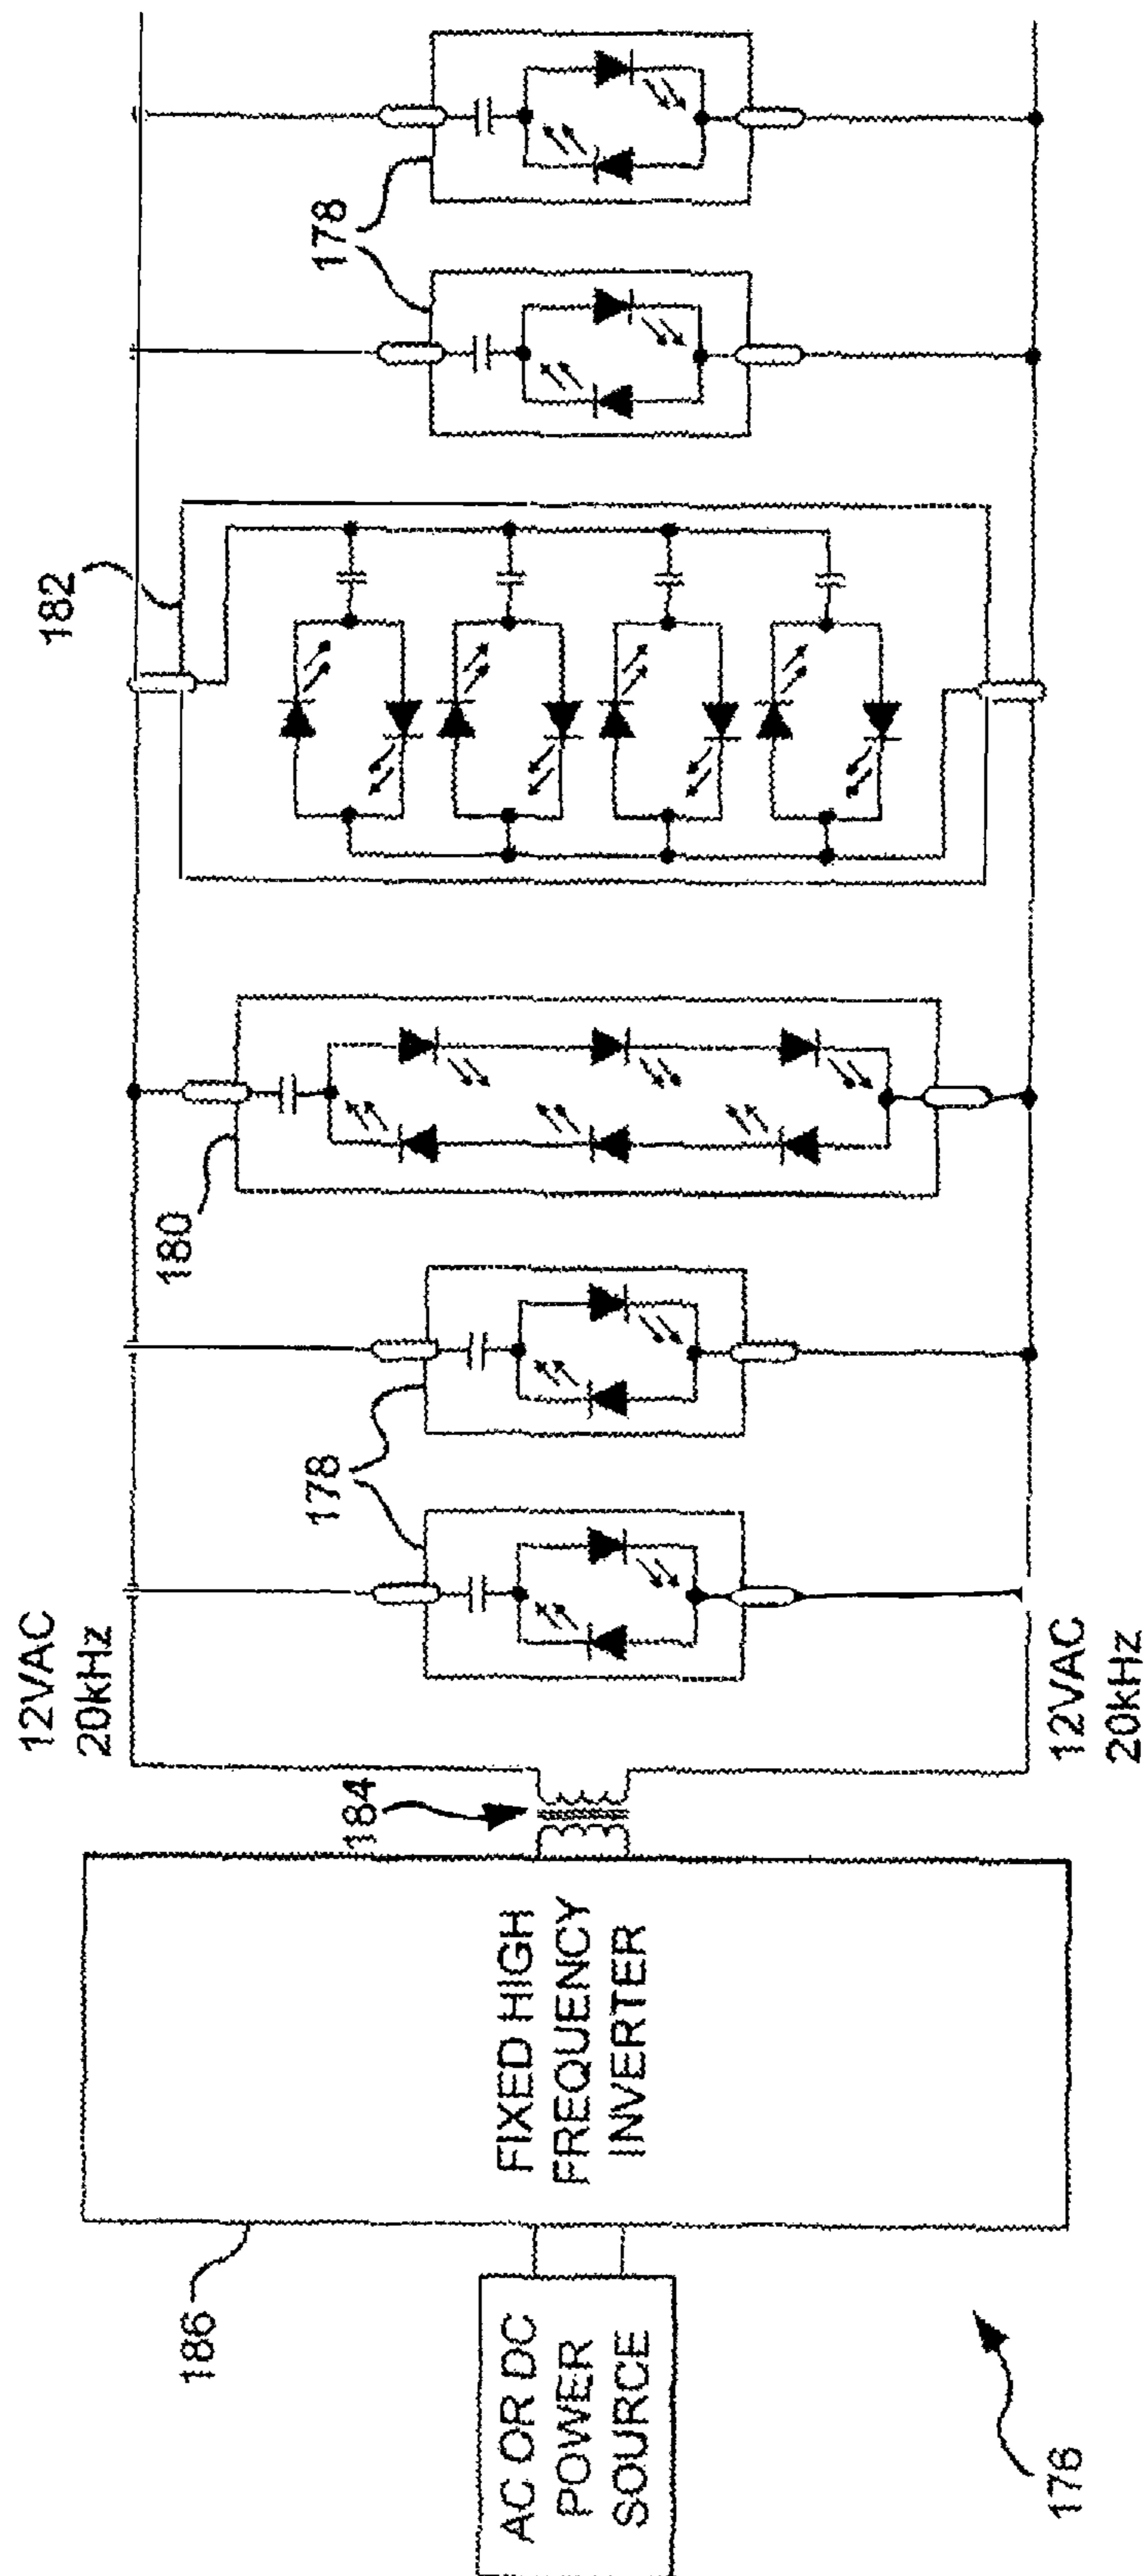 182
178
12VAC
20kHz
180
178
184
12VAC
20kHz
186
FIXED HIGH
FREQUENCY
INVERTER
AC OR DC
POWER
SOURCE
176